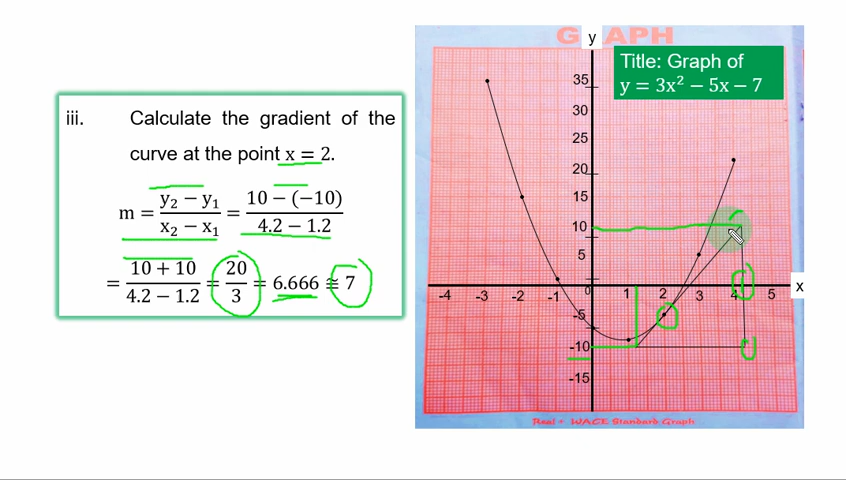 iii. Calculate the gradient of the
curve at the point x = 2.
m = y₂ − y₁ / x₂ − x₁ = 10 − (−10) / 4.2 − 1.2
= 10 + 10 / 4.2 − 1.2 = 20 / 3 = 6.666 ≅ 7
G APH
y
Title: Graph of
y = 3x² − 5x − 7
35
30
25
20
15
10
5
0
-5
-10
-15
-4 -3 -2 -1 1 2 3 4 5 x
Real + WACE Standard Graph